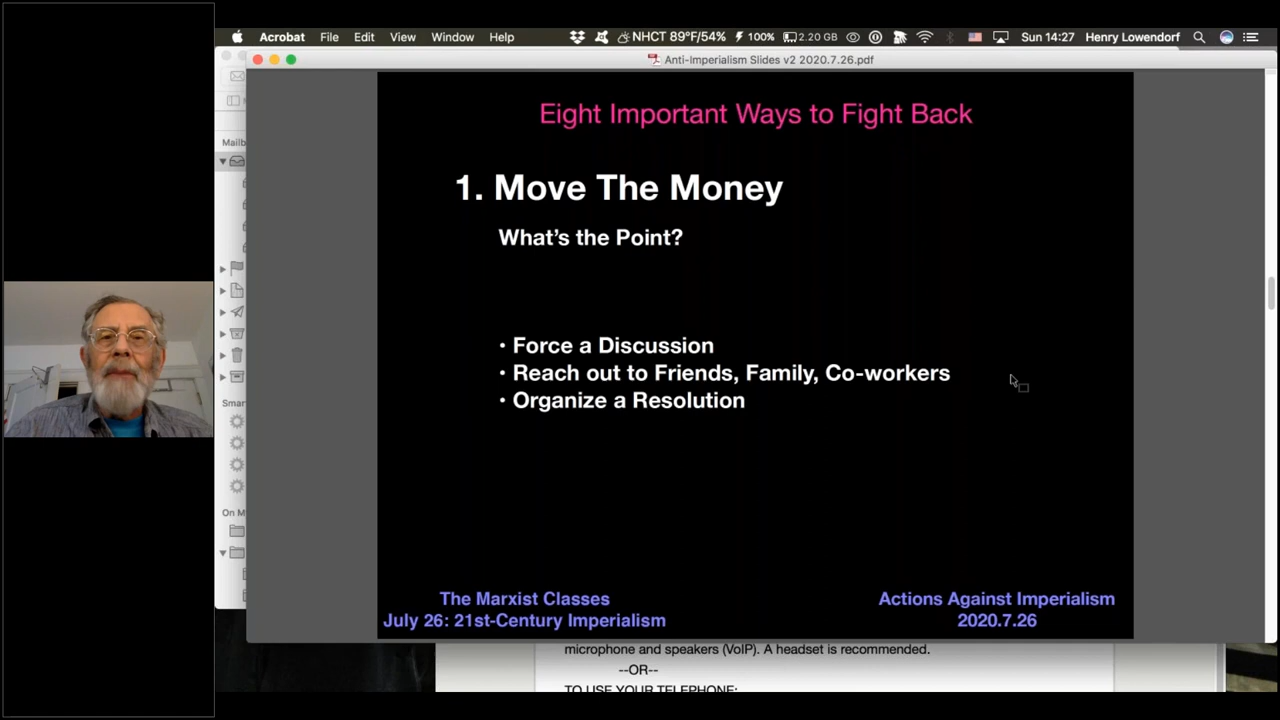 Acrobat File Edit View Window Help NHCT 89°F/54% 100% 2.20 GB Sun 14:27 Henry Lowendorf
Anti-Imperialism Slides v2 2020.7.26.pdf
Mailb
Smar
On M
Eight Important Ways to Fight Back
1. Move The Money
What's the Point?
• Force a Discussion
• Reach out to Friends, Family, Co-workers
• Organize a Resolution
The Marxist Classes
July 26: 21st-Century Imperialism
Actions Against Imperialism
2020.7.26
microphone and speakers (VoIP). A headset is recommended.
--OR--
TO USE YOUR TELEPHONE: